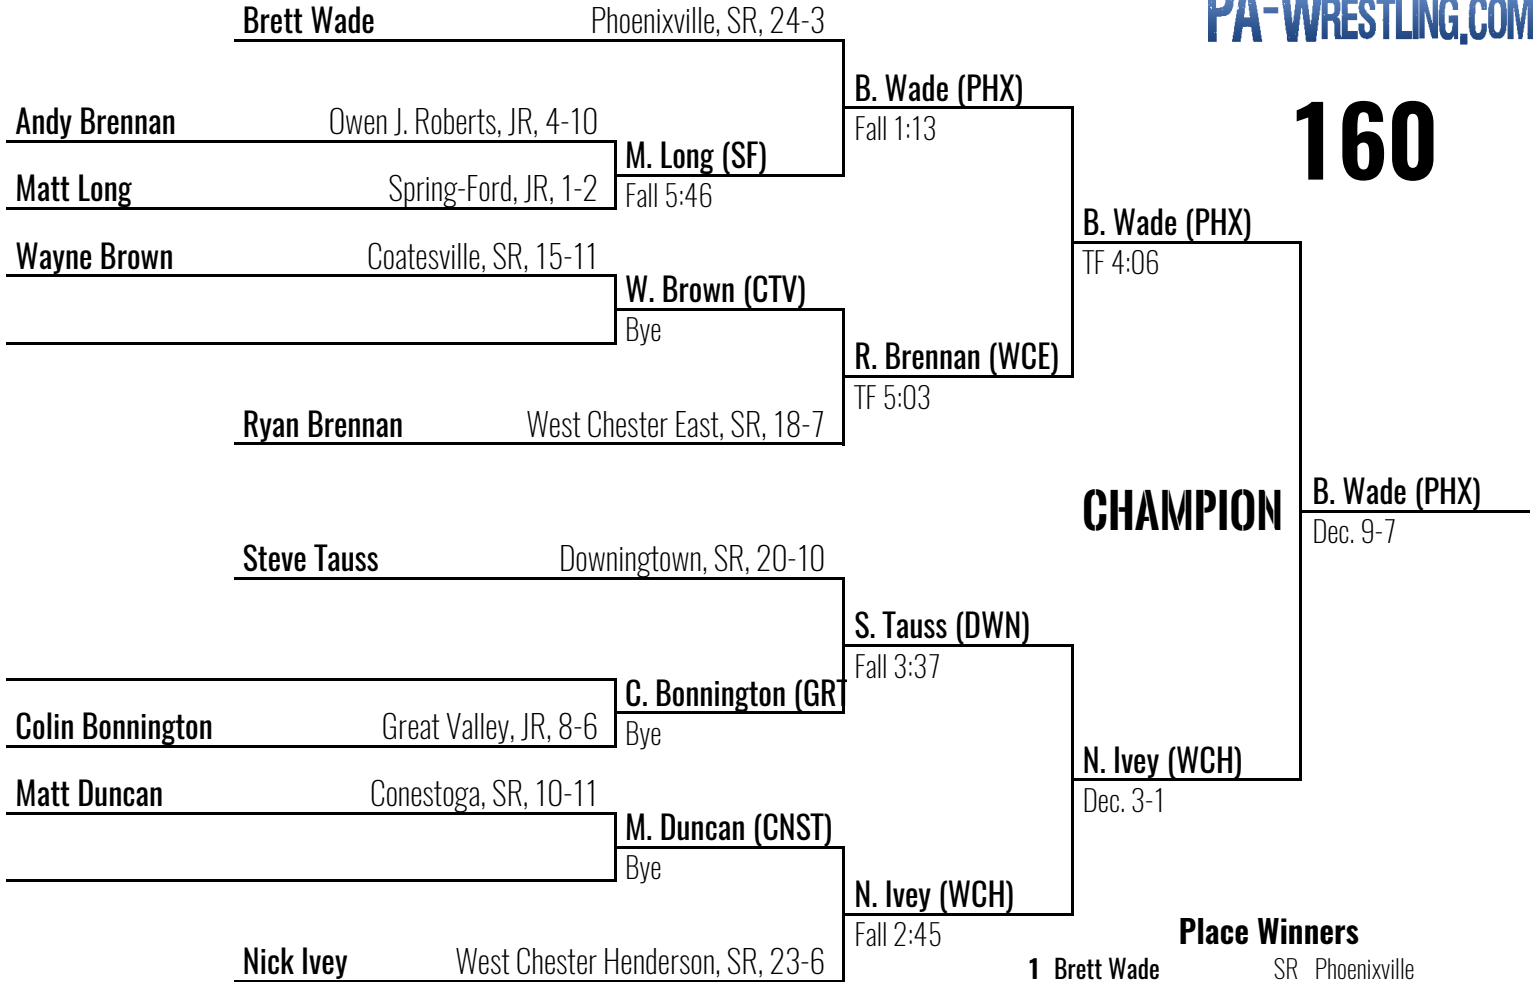 Brett Wade Phoenixville, SR, 24-3
PA-WRESTLING.COM
160
B. Wade (PHX)
Fall 1:13
Andy Brennan Owen J. Roberts, JR, 4-10
M. Long (SF)
Fall 5:46
Matt Long Spring-Ford, JR, 1-2
B. Wade (PHX)
TF 4:06
Wayne Brown Coatesville, SR, 15-11
W. Brown (CTV)
Bye
R. Brennan (WCE)
TF 5:03
Ryan Brennan West Chester East, SR, 18-7
CHAMPION
B. Wade (PHX)
Dec. 9-7
Steve Tauss Downingtown, SR, 20-10
S. Tauss (DWN)
Fall 3:37
C. Bonnington (GRT
Bye
Colin Bonnington Great Valley, JR, 8-6
N. Ivey (WCH)
Dec. 3-1
Matt Duncan Conestoga, SR, 10-11
M. Duncan (CNST)
Bye
N. Ivey (WCH)
Fall 2:45
Nick Ivey West Chester Henderson, SR, 23-6
Place Winners
1 Brett Wade SR Phoenixville